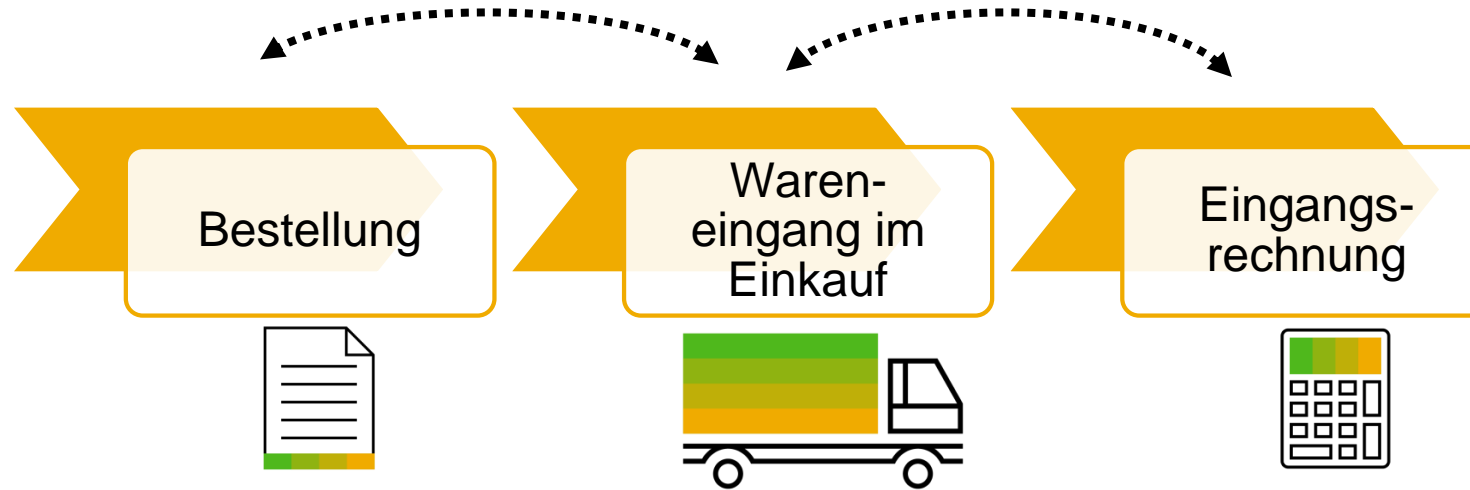 Bestellung
Waren-
eingang im
Einkauf
Eingangs-
rechnung